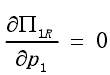 ∂Π₁R / ∂p₁ = 0